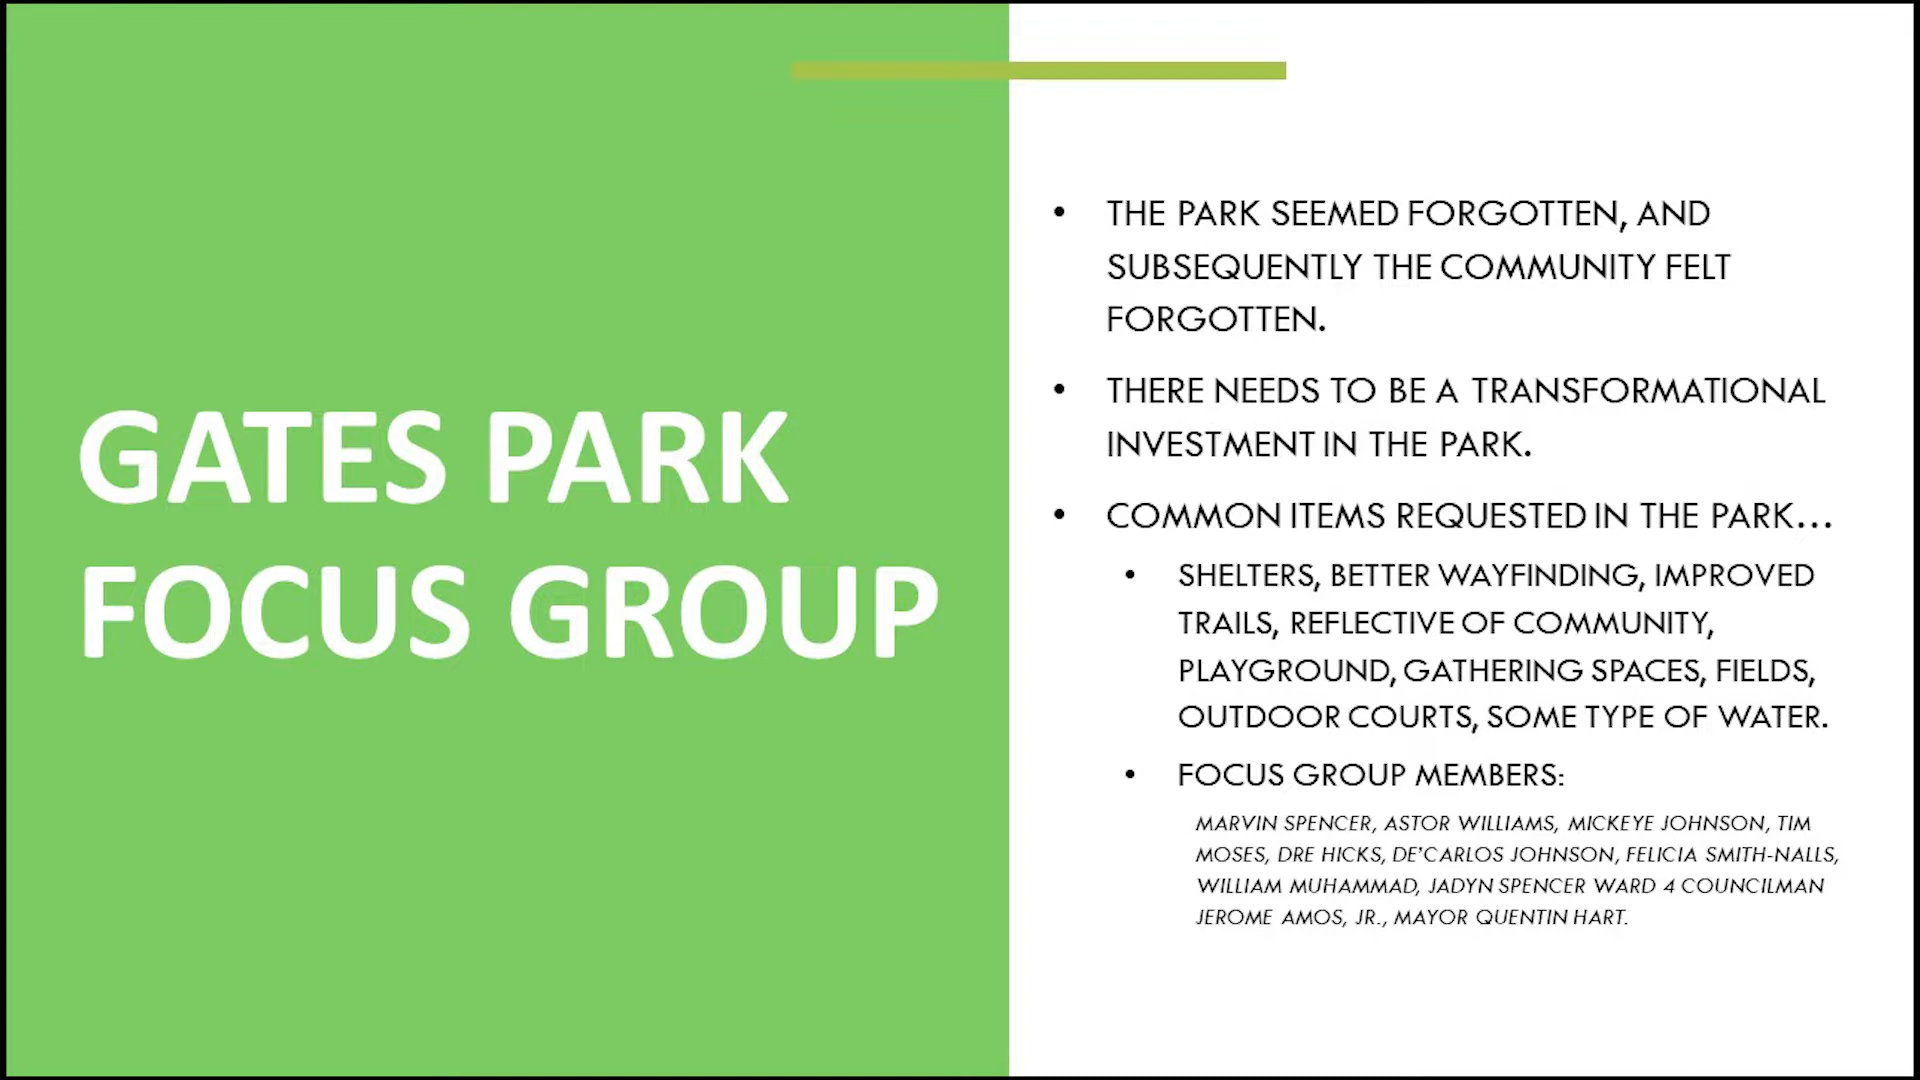 GATES PARK
FOCUS GROUP
• THE PARK SEEMED FORGOTTEN, AND
SUBSEQUENTLY THE COMMUNITY FELT
FORGOTTEN.
• THERE NEEDS TO BE A TRANSFORMATIONAL
INVESTMENT IN THE PARK.
• COMMON ITEMS REQUESTED IN THE PARK...
• SHELTERS, BETTER WAYFINDING, IMPROVED
TRAILS, REFLECTIVE OF COMMUNITY,
PLAYGROUND, GATHERING SPACES, FIELDS,
OUTDOOR COURTS, SOME TYPE OF WATER.
• FOCUS GROUP MEMBERS:
MARVIN SPENCER, ASTOR WILLIAMS, MICKEYE JOHNSON, TIM
MOSES, DRE HICKS, DE'CARLOS JOHNSON, FELICIA SMITH-NALLS,
WILLIAM MUHAMMAD, JADYN SPENCER WARD 4 COUNCILMAN
JEROME AMOS, JR., MAYOR QUENTIN HART.